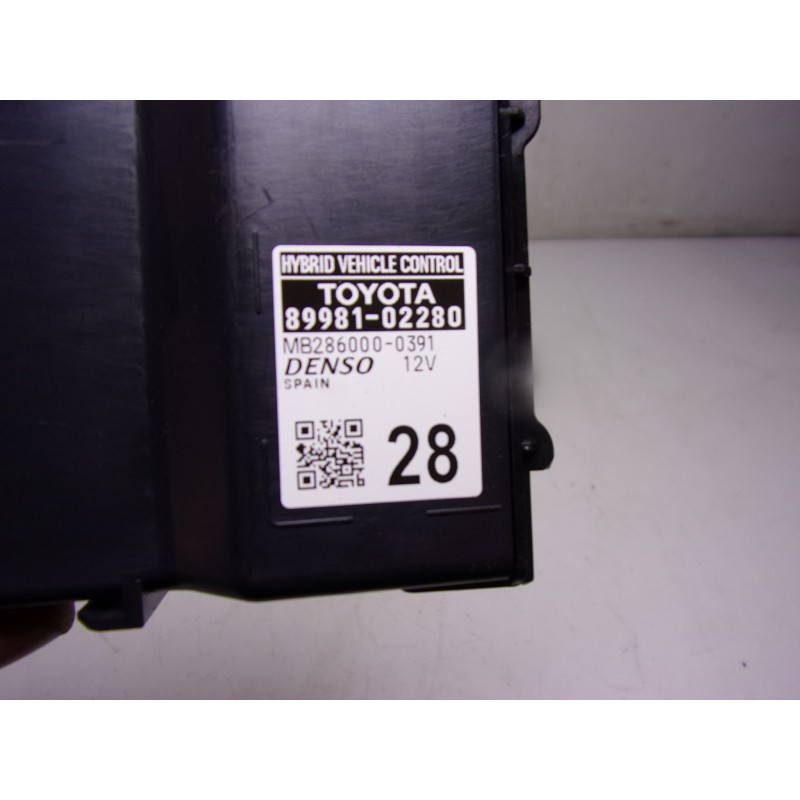 HYBRID VEHICLE CONTROL
TOYOTA
89981-02280
MB286000-0391
DENSO 12V
SPAIN
28